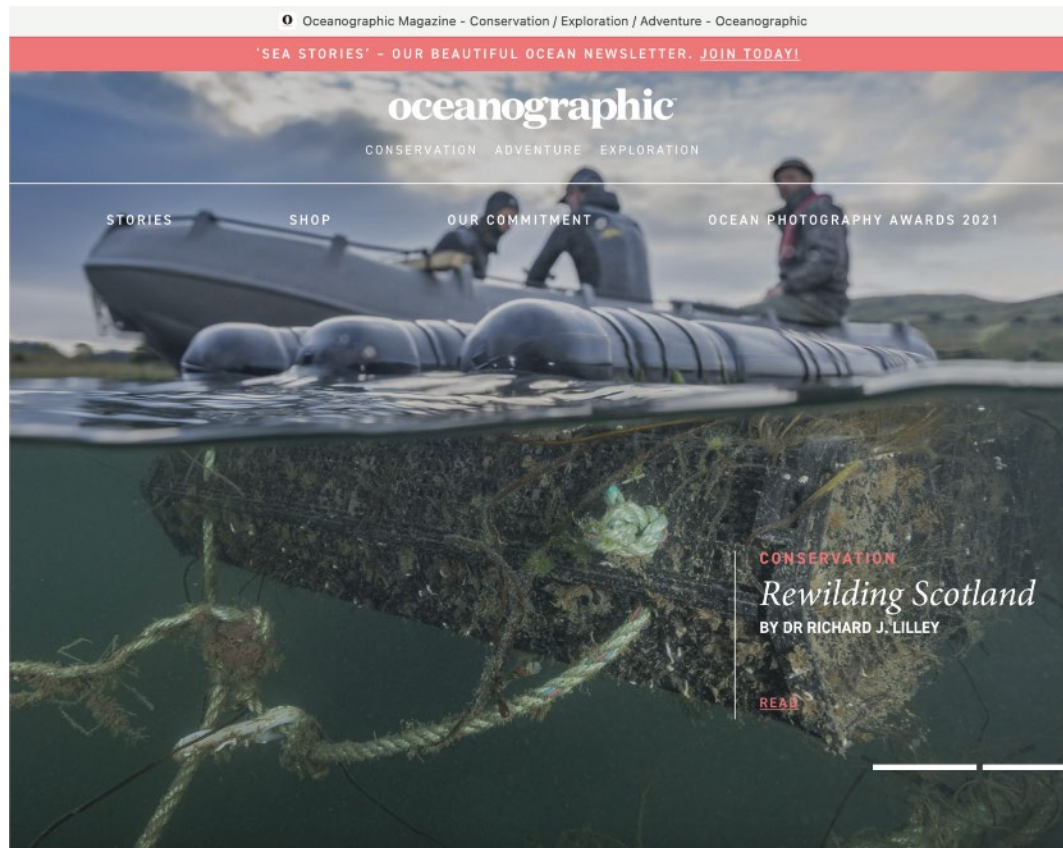 Oceanographic Magazine - Conservation / Exploration / Adventure - Oceanographic
'SEA STORIES' – OUR BEAUTIFUL OCEAN NEWSLETTER. JOIN TODAY!
oceanographic
CONSERVATION ADVENTURE EXPLORATION
STORIES SHOP OUR COMMITMENT OCEAN PHOTOGRAPHY AWARDS 2021
CONSERVATION
Rewilding Scotland
BY DR RICHARD J. LILLEY
READ